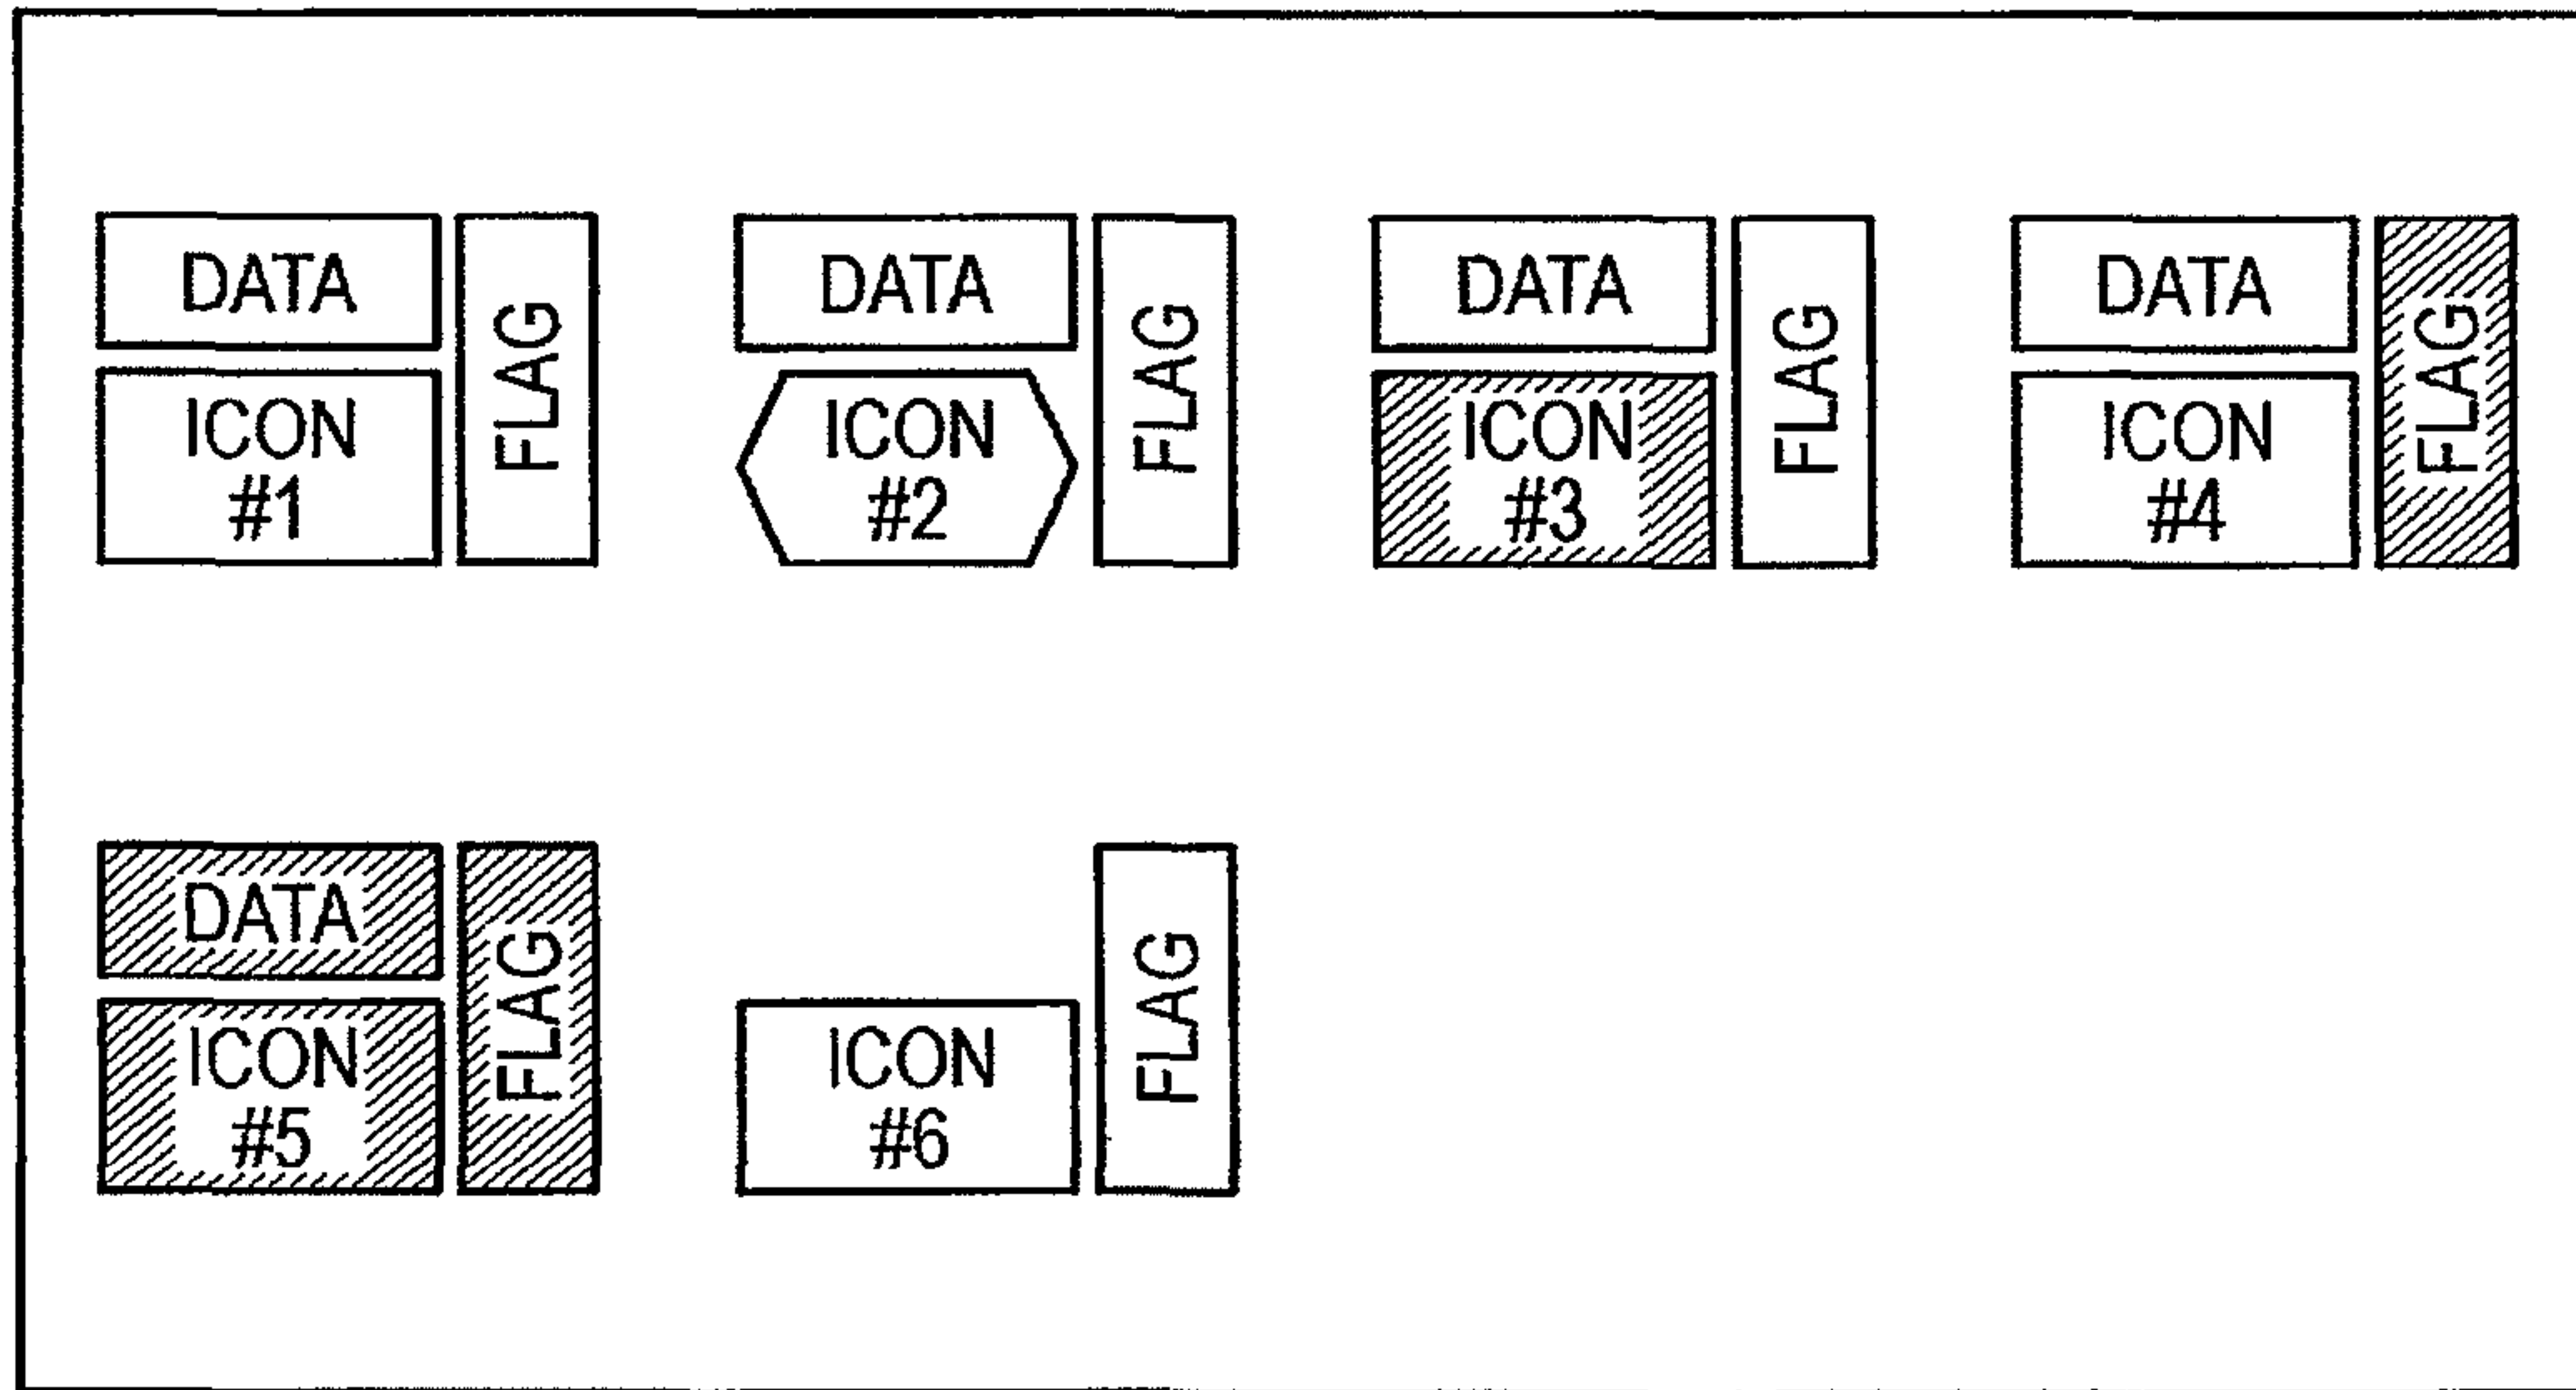 DATA
ICON
#1
FLAG
DATA
ICON
#2
FLAG
DATA
ICON
#3
FLAG
DATA
ICON
#4
FLAG
DATA
ICON
#5
FLAG
ICON
#6
FLAG